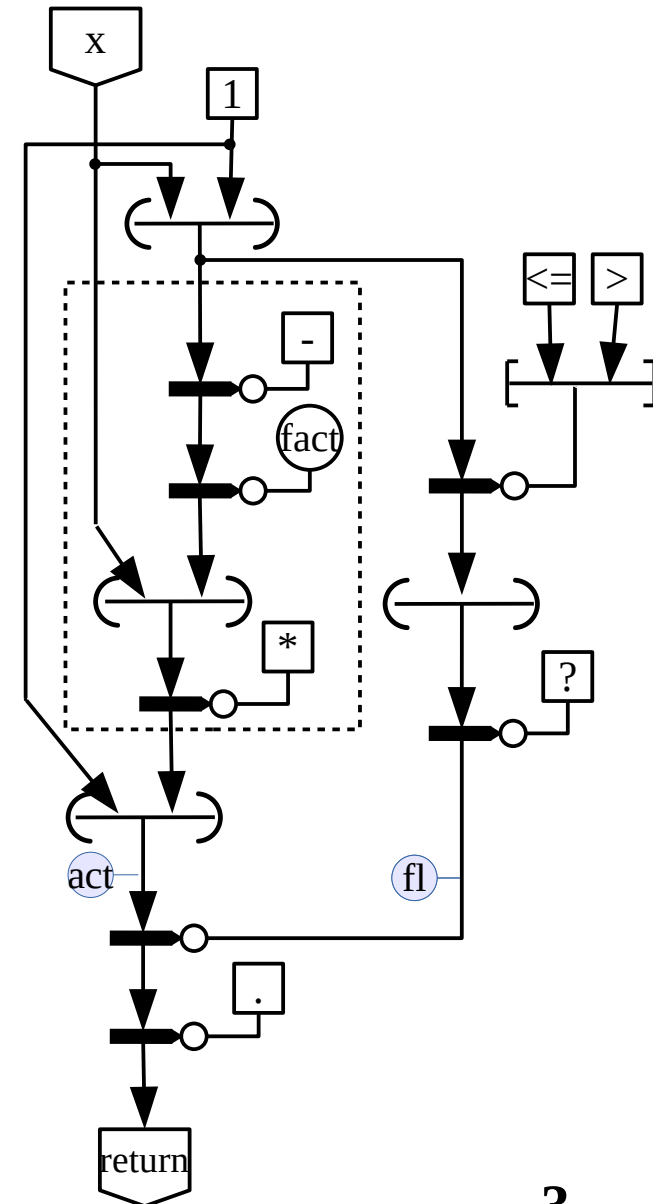 x
1
<= >
-
fact
*
?
act
fl
.
return
3